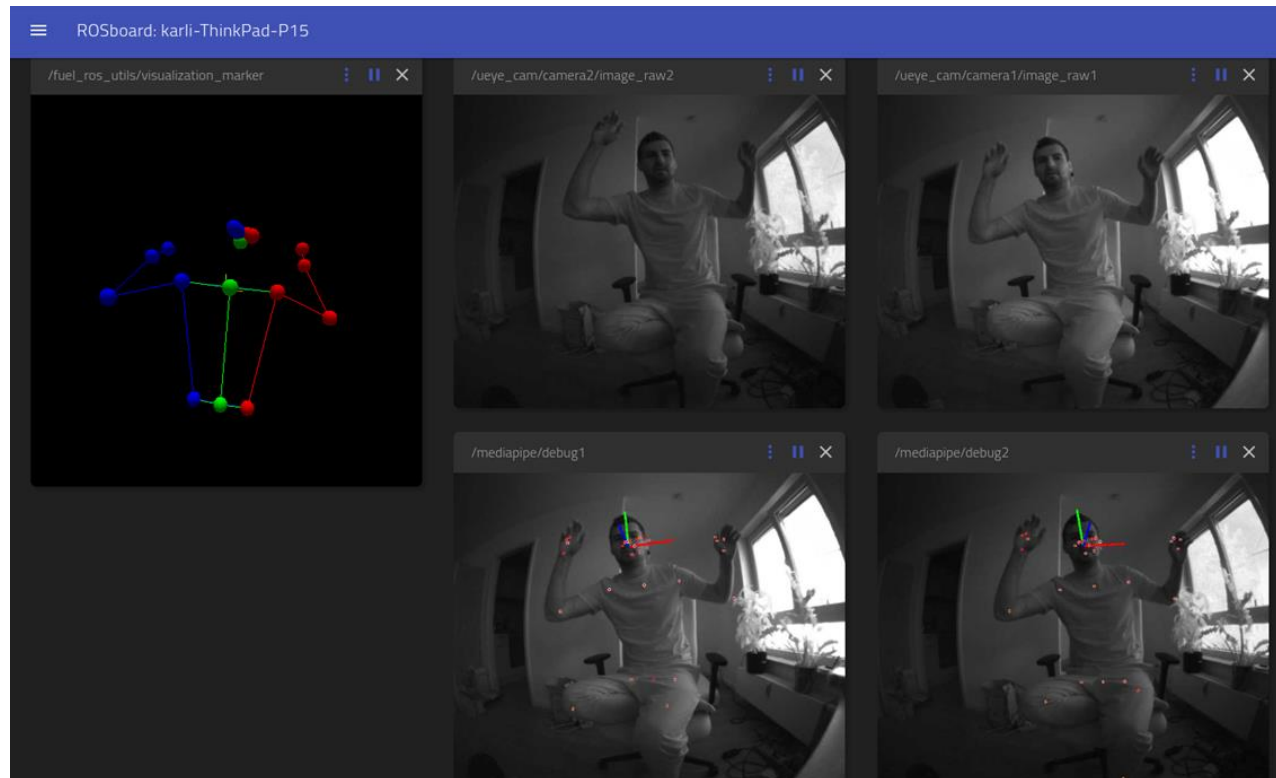 ROSboard: karli-ThinkPad-P15
/fuel_ros_utils/visualization_marker
/ueye_cam/camera2/image_raw2
/ueye_cam/camera1/image_raw1
/mediapipe/debug1
/mediapipe/debug2